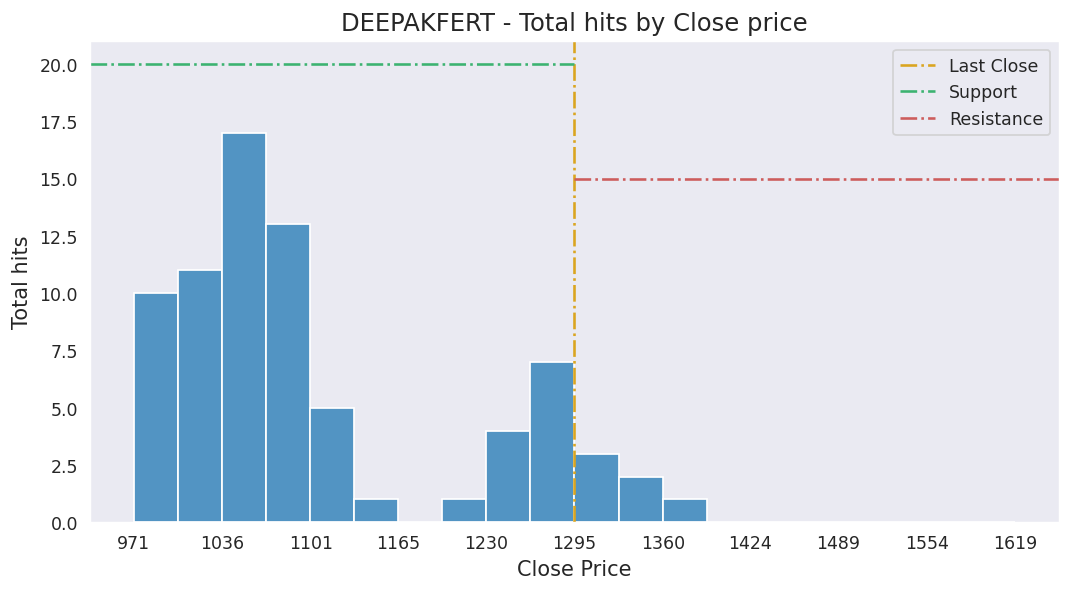 DEEPAKFERT - Total hits by Close price
20.0
17.5
15.0
12.5
10.0
7.5
5.0
2.5
0.0
Total hits
Last Close
Support
Resistance
971 1036 1101 1165 1230 1295 1360 1424 1489 1554 1619
Close Price